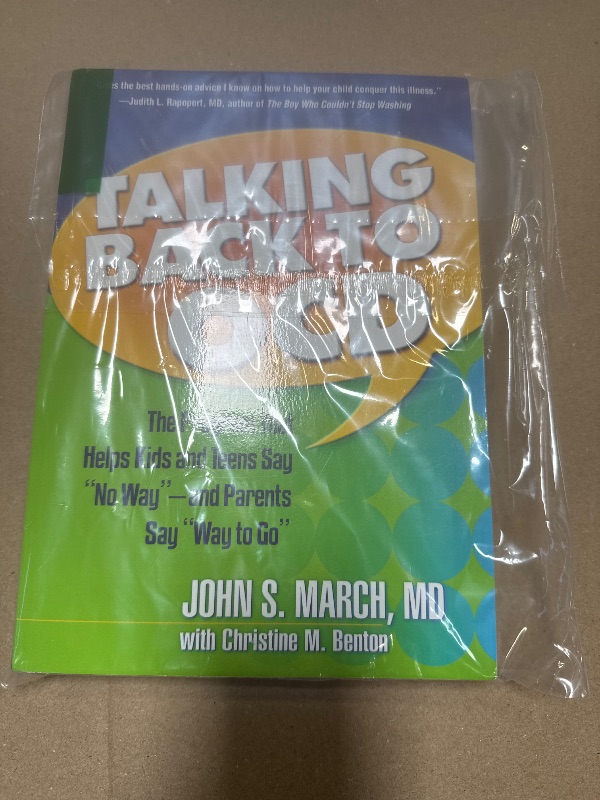 the best hands-on advice I know on how to help your child conquer this illness."
—Judith L. Rapoport, MD, author of The Boy Who Couldn't Stop Washing
TALKING
BACK TO
OCD
The
Helps Kids and Teens Say
"No Way"—and Parents
Say "Way to Go"
JOHN S. MARCH, MD
with Christine M. Benton